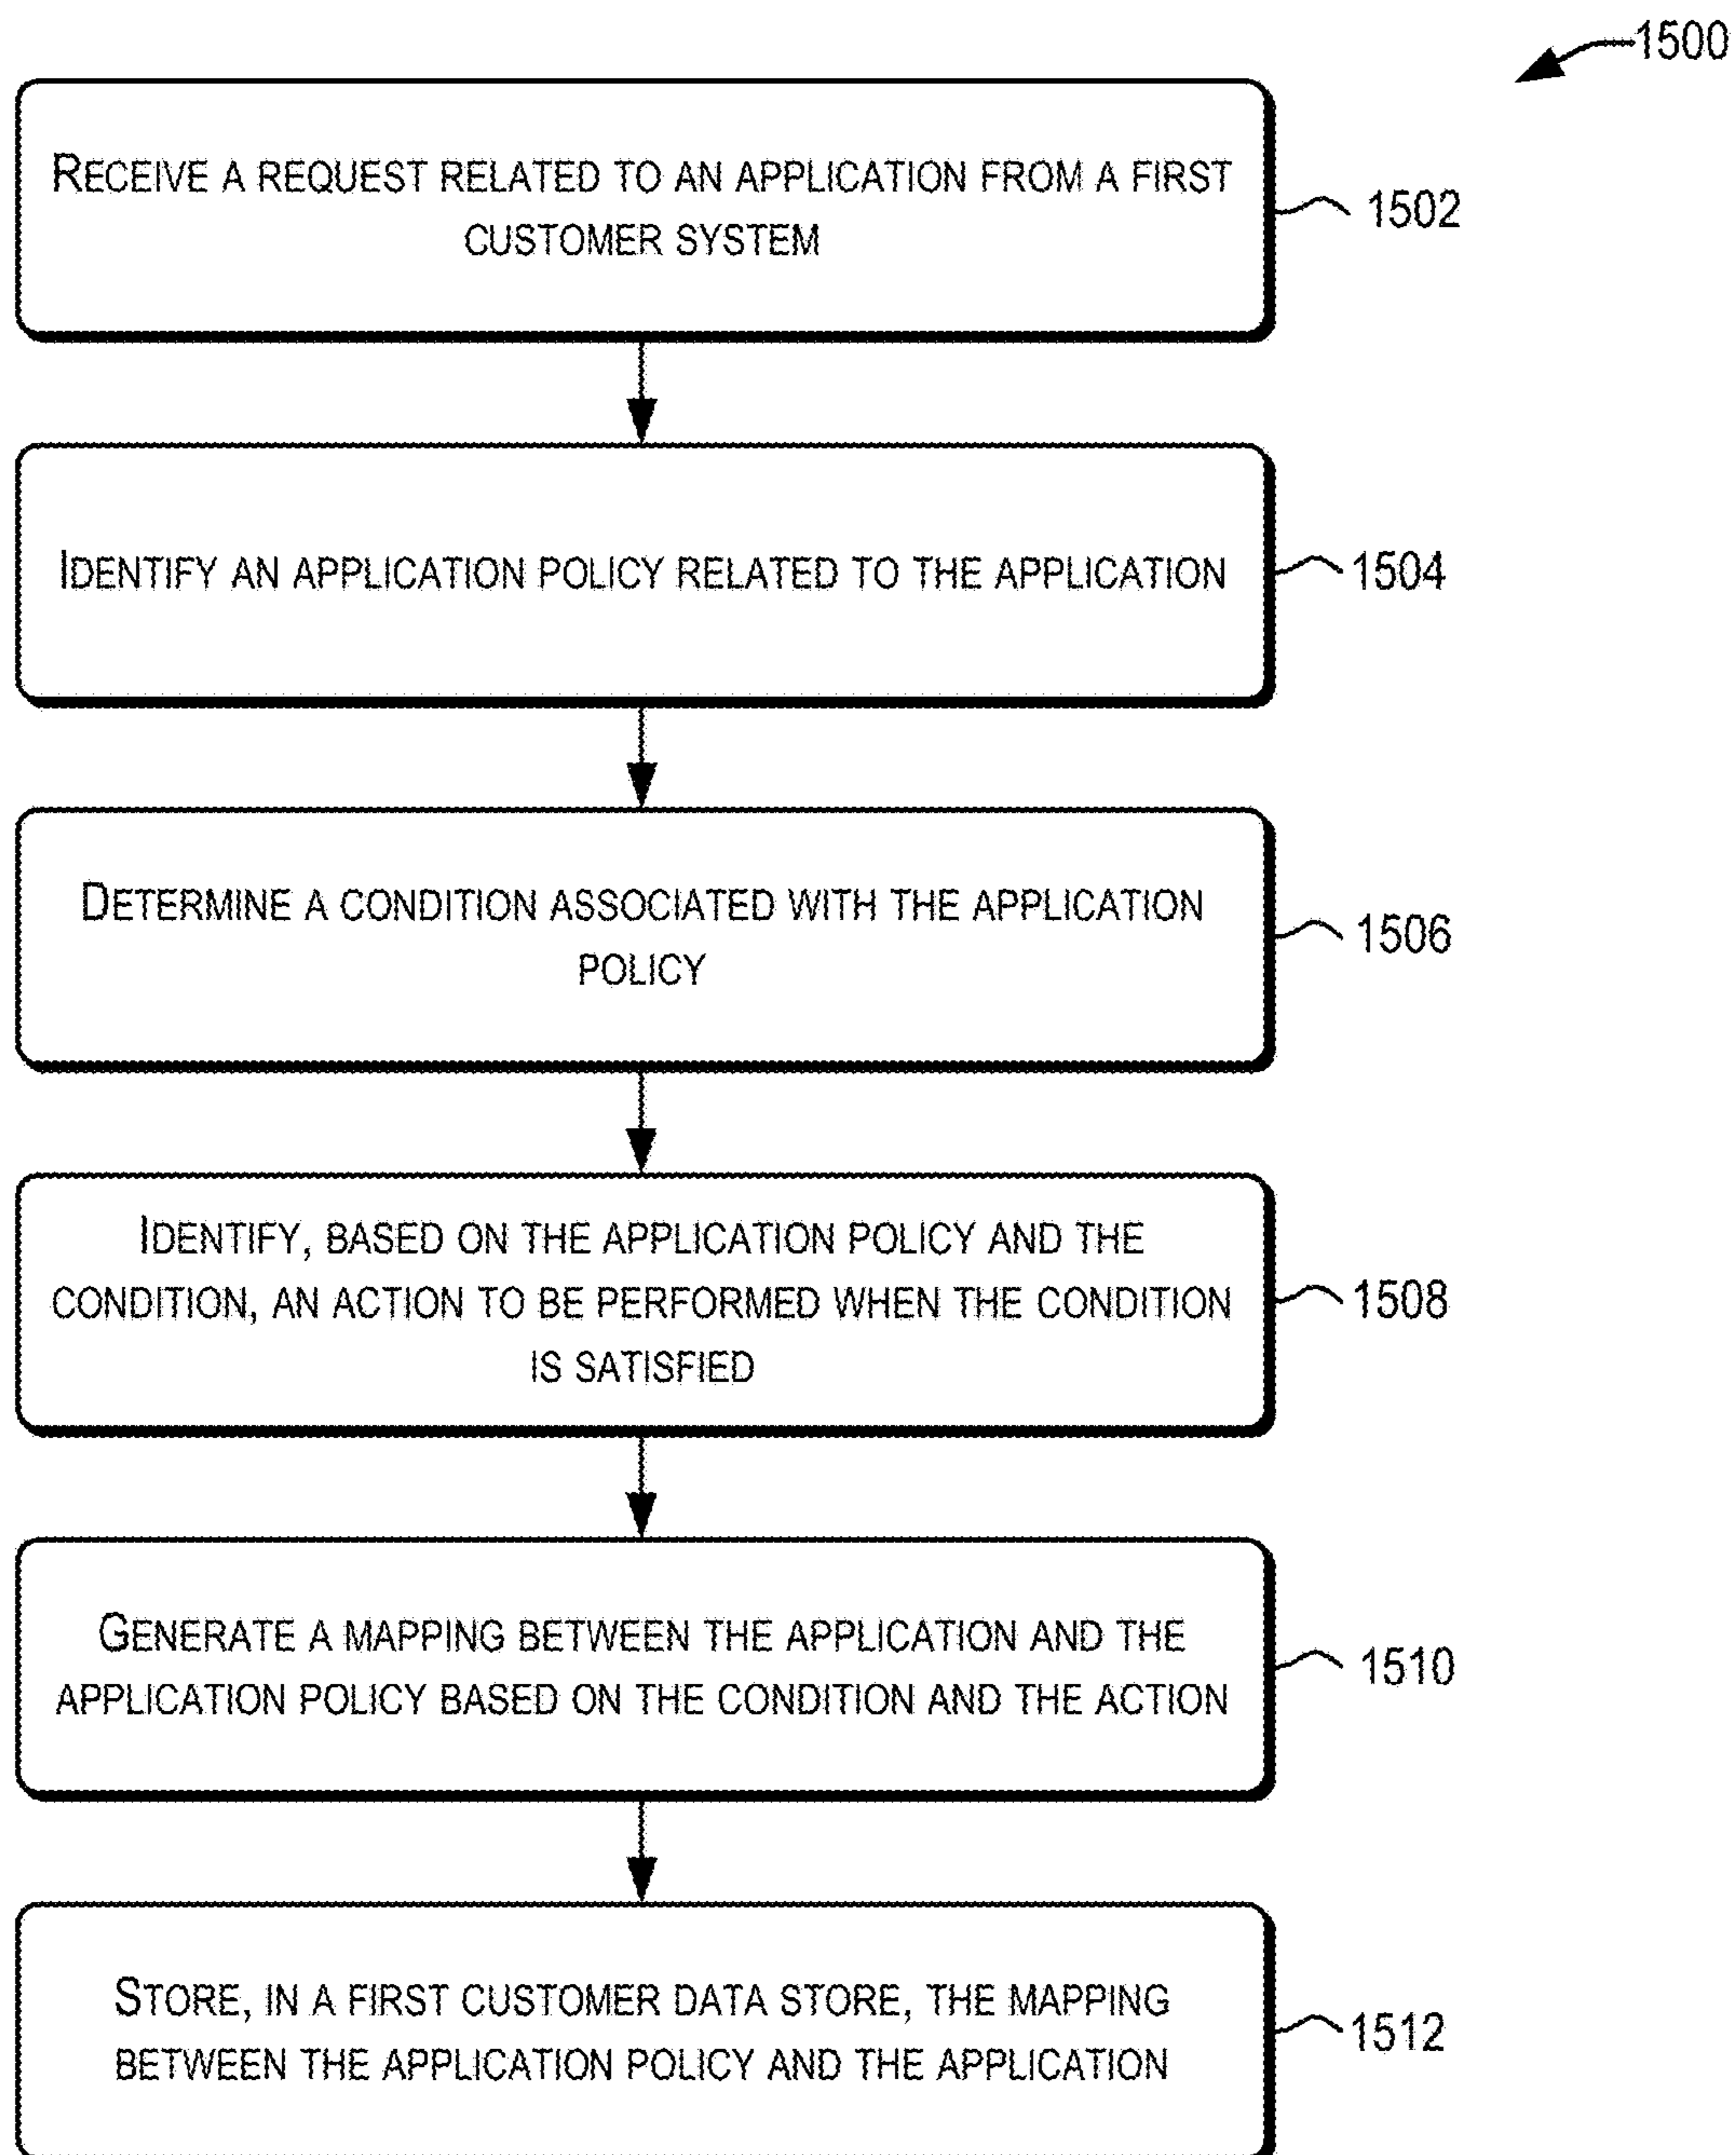 1500
RECEIVE A REQUEST RELATED TO AN APPLICATION FROM A FIRST
CUSTOMER SYSTEM
1502
IDENTIFY AN APPLICATION POLICY RELATED TO THE APPLICATION
1504
DETERMINE A CONDITION ASSOCIATED WITH THE APPLICATION
POLICY
1506
IDENTIFY, BASED ON THE APPLICATION POLICY AND THE
CONDITION, AN ACTION TO BE PERFORMED WHEN THE CONDITION
IS SATISFIED
1508
GENERATE A MAPPING BETWEEN THE APPLICATION AND THE
APPLICATION POLICY BASED ON THE CONDITION AND THE ACTION
1510
STORE, IN A FIRST CUSTOMER DATA STORE, THE MAPPING
BETWEEN THE APPLICATION POLICY AND THE APPLICATION
1512